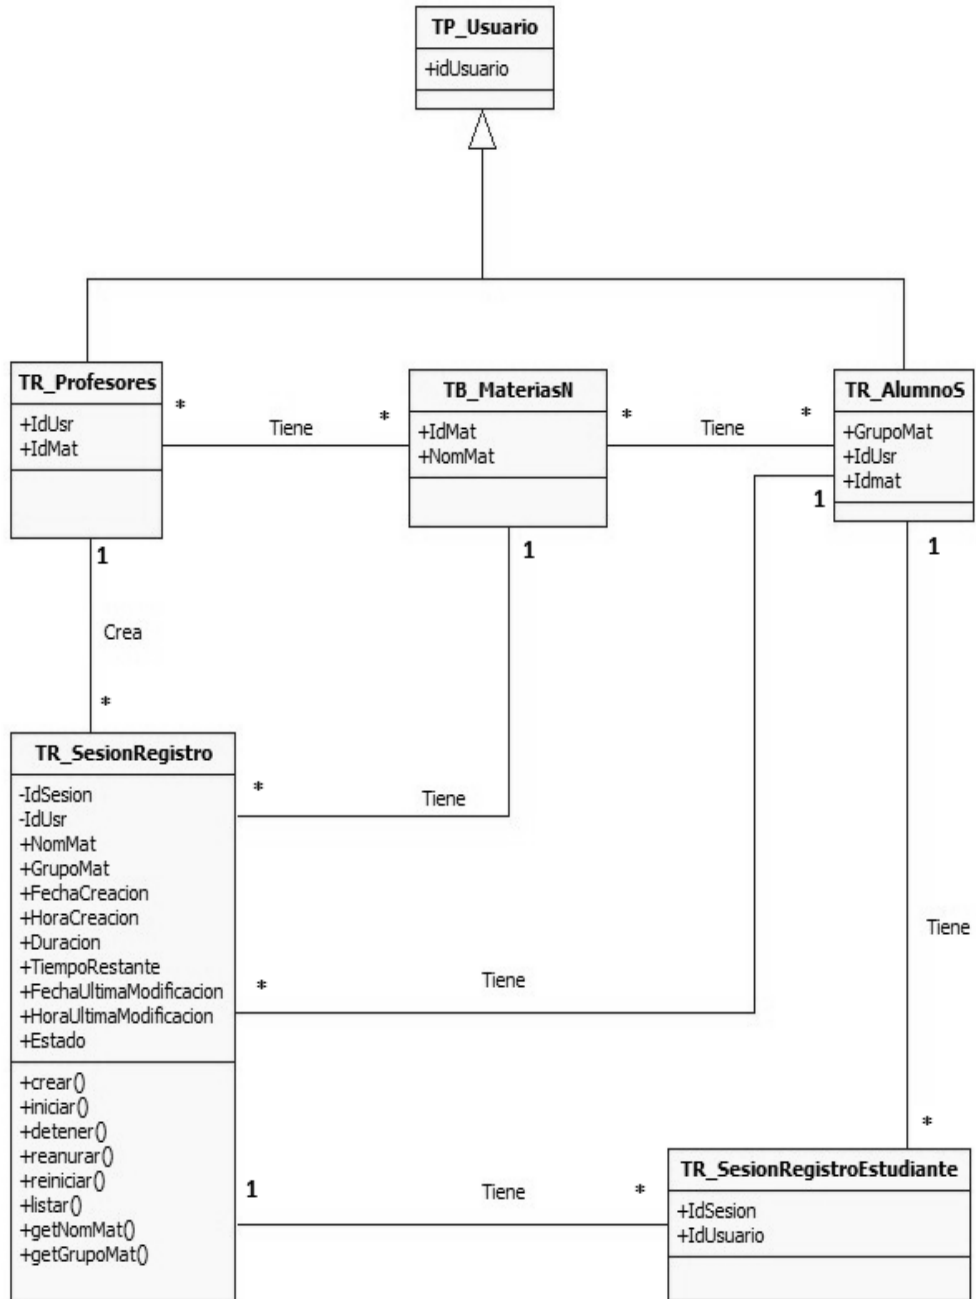 TP_Usuario
+idUsuario
TR_Profesores
+IdUsr
+IdMat
*
Tiene
*
TB_MateriasN
+IdMat
+NomMat
*
Tiene
*
TR_AlumnoS
+GrupoMat
+IdUsr
+Idmat
1
1
1
1
Crea
*
TR_SesionRegistro
-IdSesion
-IdUsr
+NomMat
+GrupoMat
+FechaCreacion
+HoraCreacion
+Duracion
+TiempoRestante
+FechaUltimaModificacion
+HoraUltimaModificacion
+Estado
+crear()
+iniciar()
+detener()
+reanurar()
+reiniciar()
+listar()
+getNomMat()
+getGrupoMat()
*
Tiene
*
Tiene
Tiene
*
1
Tiene
*
TR_SesionRegistroEstudiante
+IdSesion
+IdUsuario